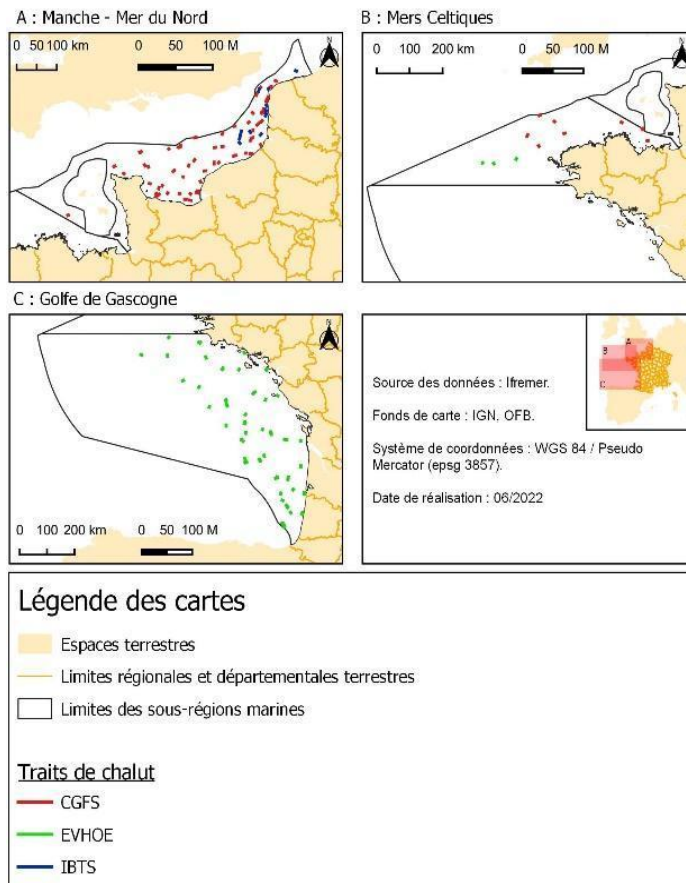 A : Manche - Mer du Nord
0 50 100 km
0 50 100 M
N
B : Mers Celtiques
0 100 200 km
0 50 100 M
N
C : Golfe de Gascogne
N
0 100 200 km
0 50 100 M
A
B
C
Source des données : Ifremer.
Fonds de carte : IGN, OFB.
Système de coordonnées : WGS 84 / Pseudo
Mercator (epsg 3857).
Date de réalisation : 06/2022
Légende des cartes
Espaces terrestres
Limites régionales et départementales terrestres
Limites des sous-régions marines
Traits de chalut
CGFS
EVHOE
IBTS